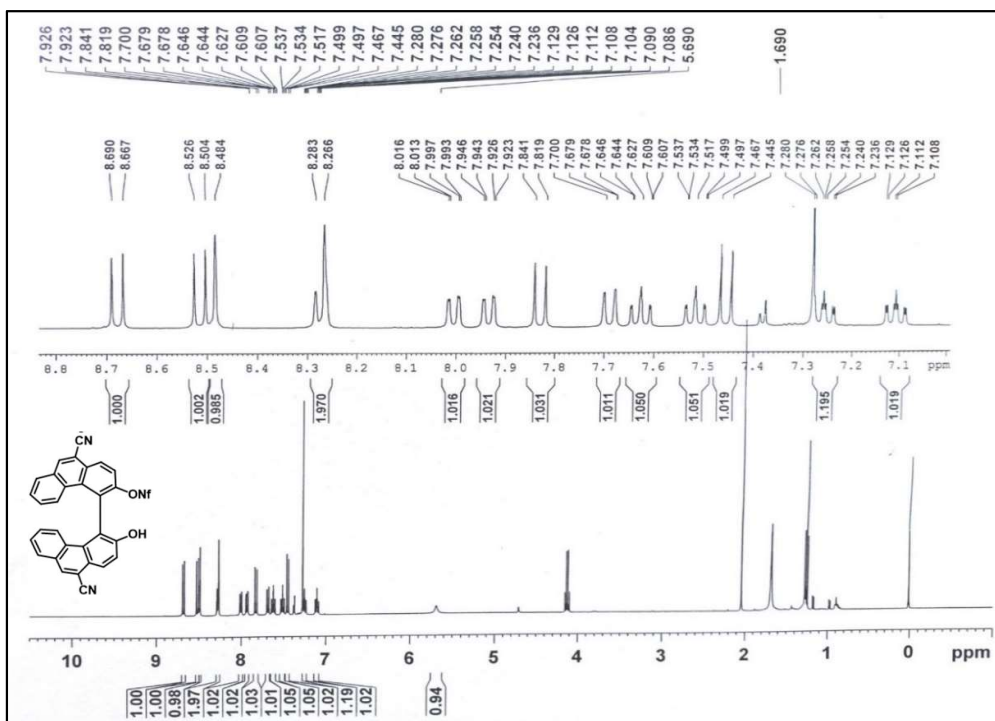 7.926 7.923 7.841 7.819 7.700 7.679 7.678 7.646 7.644 7.627 7.609 7.607 7.537 7.534 7.517 7.499 7.497 7.467 7.445 7.280 7.276 7.262 7.258 7.254 7.240 7.236 7.129 7.126 7.112 7.108 7.104 7.090 7.086 5.690 1.690
8.690 8.667 8.526 8.504 8.484 8.283 8.266 8.016 8.013 7.997 7.993 7.946 7.943 7.926 7.923 7.841 7.819 7.700 7.679 7.678 7.646 7.644 7.627 7.609 7.607 7.537 7.534 7.517 7.499 7.497 7.467 7.445 7.280 7.276 7.262 7.258 7.254 7.240 7.236 7.129 7.126 7.112 7.108
8.8 8.7 8.6 8.5 8.4 8.3 8.2 8.1 8.0 7.9 7.8 7.7 7.6 7.5 7.4 7.3 7.2 7.1 ppm
1.000 1.002 0.985 1.970 1.016 1.021 1.031 1.011 1.050 1.051 1.019 1.195 1.019
CN
ONf
OH
CN
10 9 8 7 6 5 4 3 2 1 0 ppm
1.00 1.00 0.98 1.97 1.02 1.02 1.03 1.01 1.05 1.05 1.02 1.19 1.02 0.94